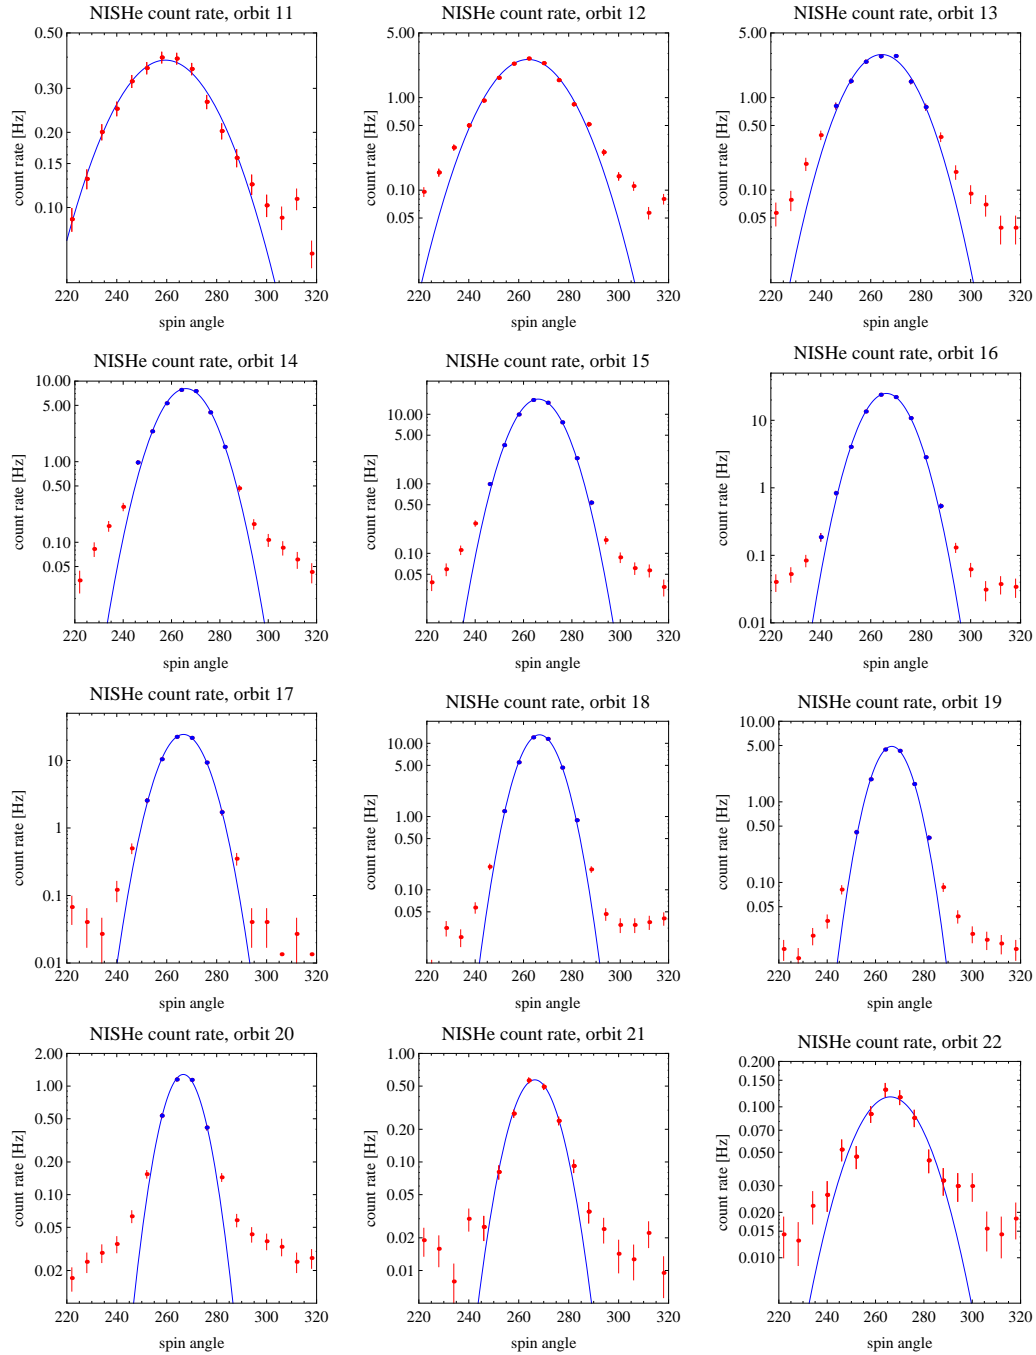 NISHe count rate, orbit 11
NISHe count rate, orbit 12
NISHe count rate, orbit 13
0.50
0.30
0.20
0.15
0.10
count rate [Hz]
220 240 260 280 300 320
spin angle
5.00
1.00
0.50
0.10
0.05
count rate [Hz]
220 240 260 280 300 320
spin angle
5.00
1.00
0.50
0.10
0.05
count rate [Hz]
220 240 260 280 300 320
spin angle
NISHe count rate, orbit 14
NISHe count rate, orbit 15
NISHe count rate, orbit 16
10.00
5.00
1.00
0.50
0.10
0.05
count rate [Hz]
220 240 260 280 300 320
spin angle
10.00
5.00
1.00
0.50
0.10
0.05
count rate [Hz]
220 240 260 280 300 320
spin angle
10
1
0.1
0.01
count rate [Hz]
220 240 260 280 300 320
spin angle
NISHe count rate, orbit 17
NISHe count rate, orbit 18
NISHe count rate, orbit 19
10
1
0.1
0.01
count rate [Hz]
220 240 260 280 300 320
spin angle
10.00
5.00
1.00
0.50
0.10
0.05
count rate [Hz]
220 240 260 280 300 320
spin angle
5.00
1.00
0.50
0.10
0.05
count rate [Hz]
220 240 260 280 300 320
spin angle
NISHe count rate, orbit 20
NISHe count rate, orbit 21
NISHe count rate, orbit 22
2.00
1.00
0.50
0.20
0.10
0.05
0.02
count rate [Hz]
220 240 260 280 300 320
spin angle
1.00
0.50
0.10
0.05
0.02
0.01
count rate [Hz]
220 240 260 280 300 320
spin angle
0.200
0.150
0.100
0.070
0.050
0.030
0.020
0.015
0.010
count rate [Hz]
220 240 260 280 300 320
spin angle